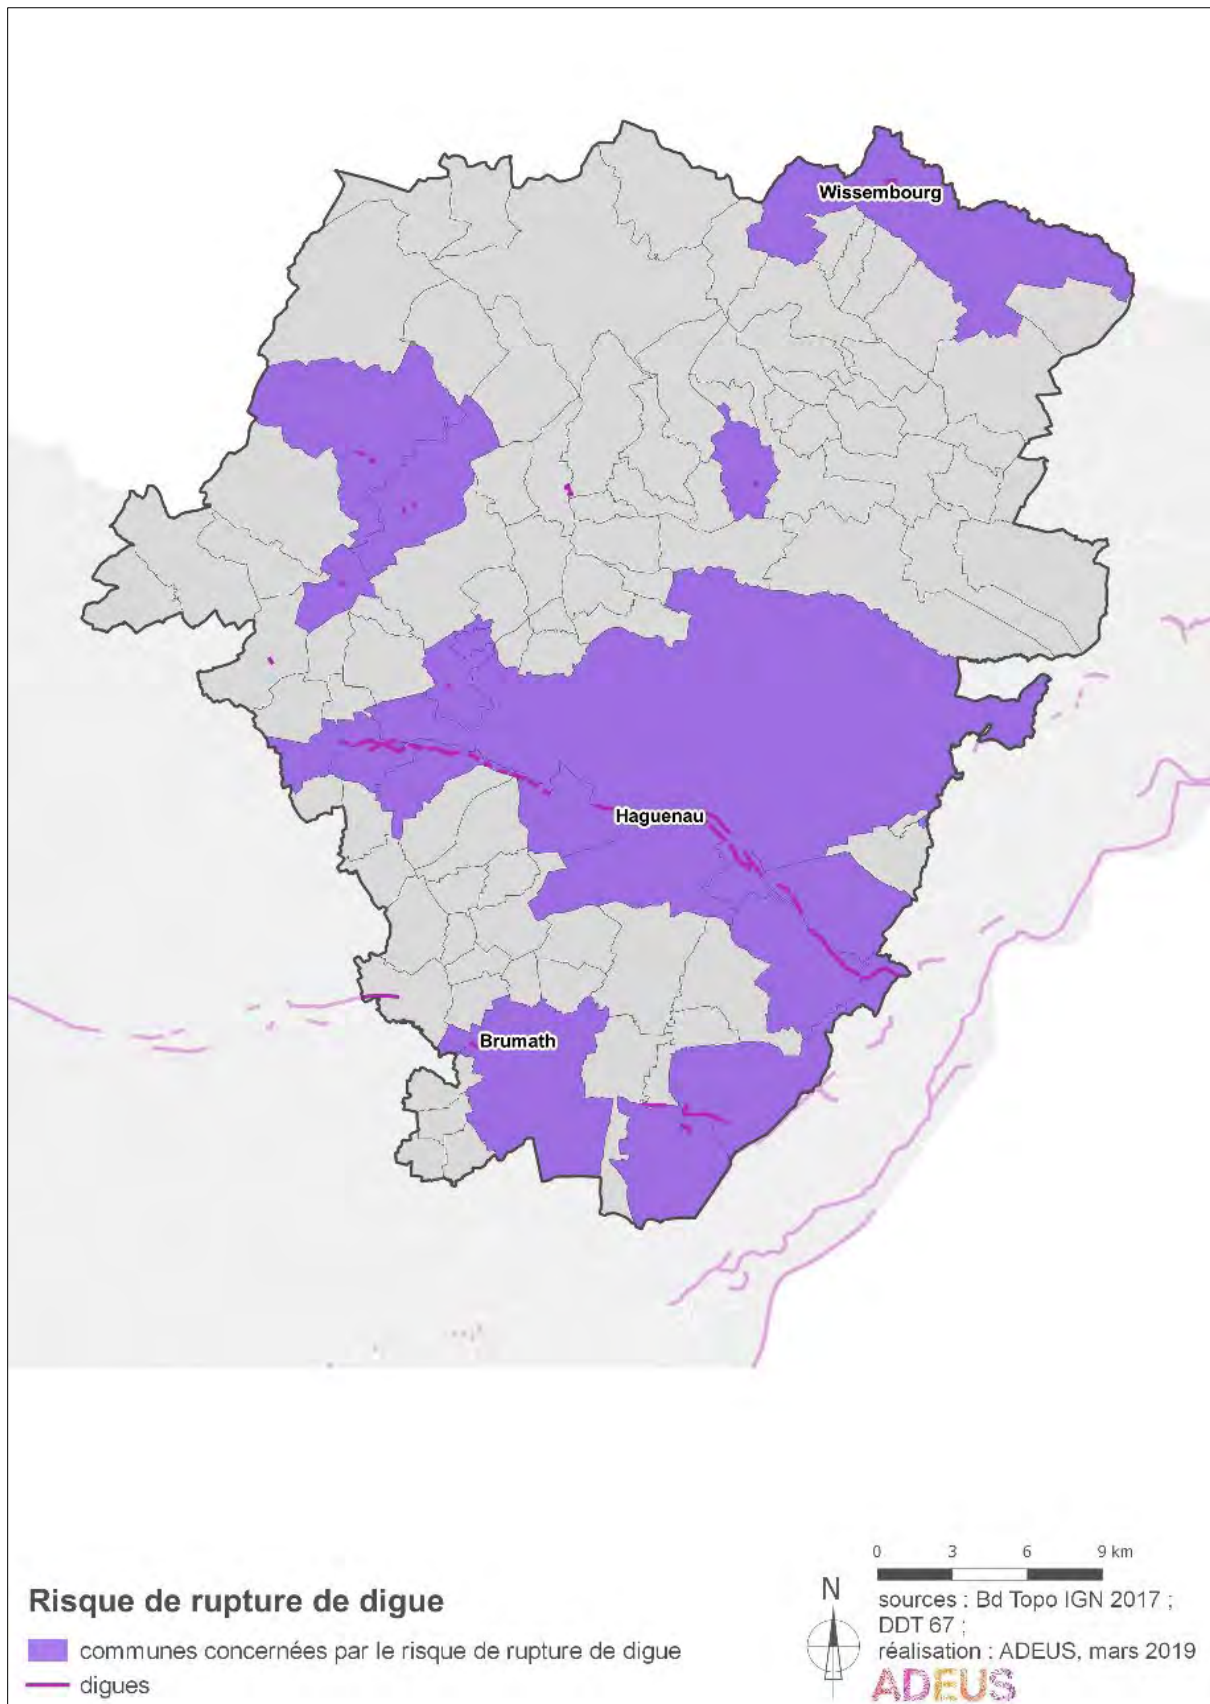 Wissembourg
Haguenau
Brumath
Risque de rupture de digue
communes concernées par le risque de rupture de digue
digues
N
0 3 6 9 km
sources : Bd Topo IGN 2017 ;
DDT 67 ;
réalisation : ADEUS, mars 2019
ADEUS